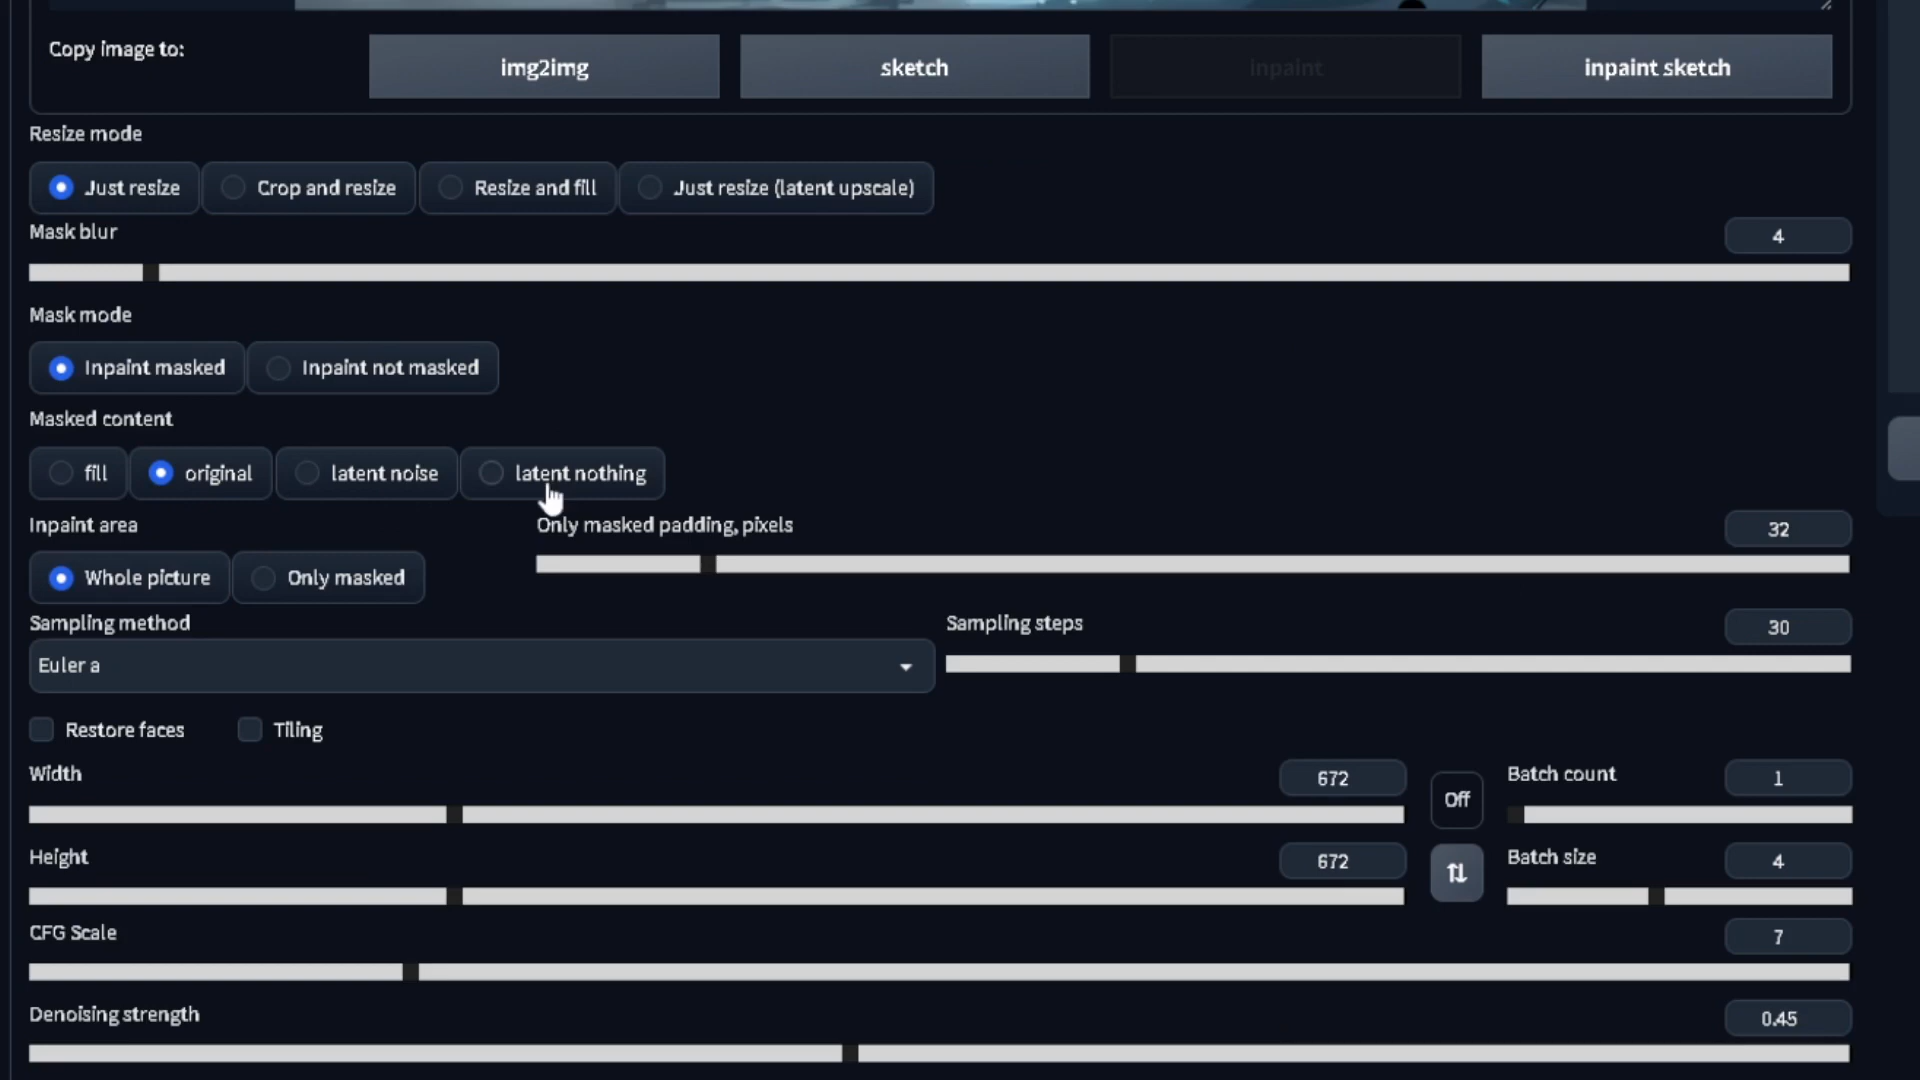 Copy image to:
img2img
sketch
inpaint
inpaint sketch
Resize mode
Just resize
Crop and resize
Resize and fill
Just resize (latent upscale)
Mask blur
4
Mask mode
Inpaint masked
Inpaint not masked
Masked content
fill
original
latent noise
latent nothing
Inpaint area
Only masked padding, pixels
32
Whole picture
Only masked
Sampling method
Sampling steps
30
Euler a
Restore faces
Tiling
Width
672
Off
Batch count
1
Height
672
Batch size
4
CFG Scale
7
Denoising strength
0.45